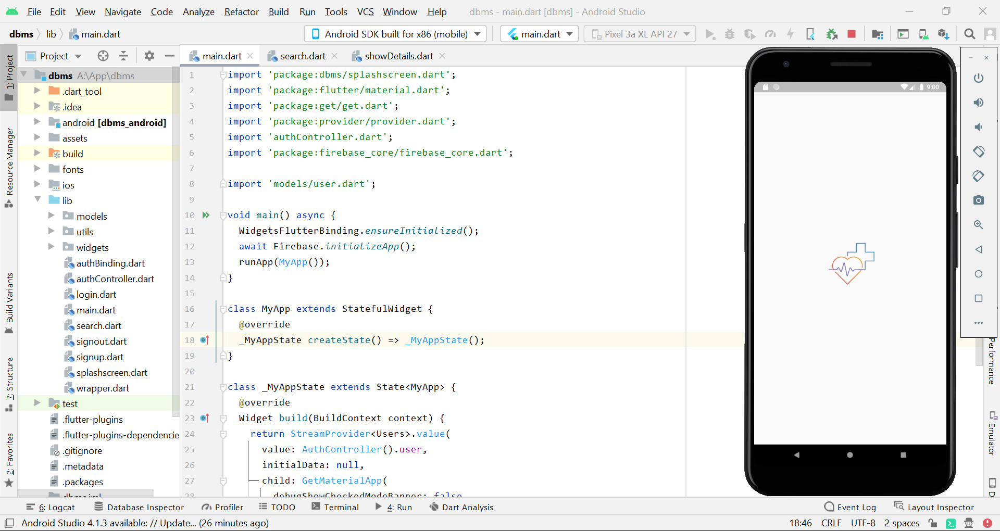 File Edit View Navigate Code Analyze Refactor Build Run Tools VCS Window Help dbms - main.dart [dbms] - Android Studio
dbms lib main.dart Android SDK built for x86 (mobile) main.dart Pixel 3a XL API 27
Project main.dart search.dart showDetails.dart
1: Project
Resource Manager
Build Variants
7: Structure
2: Favorites
dbms A:\App\dbms
.dart_tool
.idea
android [dbms_android]
assets
build
fonts
ios
lib
models
utils
widgets
authBinding.dart
authController.dart
login.dart
main.dart
search.dart
signout.dart
signup.dart
splashscreen.dart
wrapper.dart
test
.flutter-plugins
.flutter-plugins-dependencie
.gitignore
.metadata
.packages
dbms.iml
1 import 'package:dbms/splashscreen.dart';
2 import 'package:flutter/material.dart';
3 import 'package:get/get.dart';
4 import 'package:provider/provider.dart';
5 import 'authController.dart';
6 import 'package:firebase_core/firebase_core.dart';
7
8 import 'models/user.dart';
9
10 void main() async {
11 WidgetsFlutterBinding.ensureInitialized();
12 await Firebase.initializeApp();
13 runApp(MyApp());
14 }
15
16 class MyApp extends StatefulWidget {
17 @override
18 _MyAppState createState() => _MyAppState();
19 }
20
21 class _MyAppState extends State<MyApp> {
22 @override
23 Widget build(BuildContext context) {
24 return StreamProvider<Users>.value(
25 value: AuthController().user,
26 initialData: null,
27 child: GetMaterialApp(
28 debugShowCheckedModeBanner: false
9:00
Performance
Emulator
D
6: Logcat Database Inspector Profiler TODO Terminal 4: Run Dart Analysis Event Log Layout Inspector
Android Studio 4.1.3 available: // Update... (26 minutes ago) 18:46 CRLF UTF-8 2 spaces